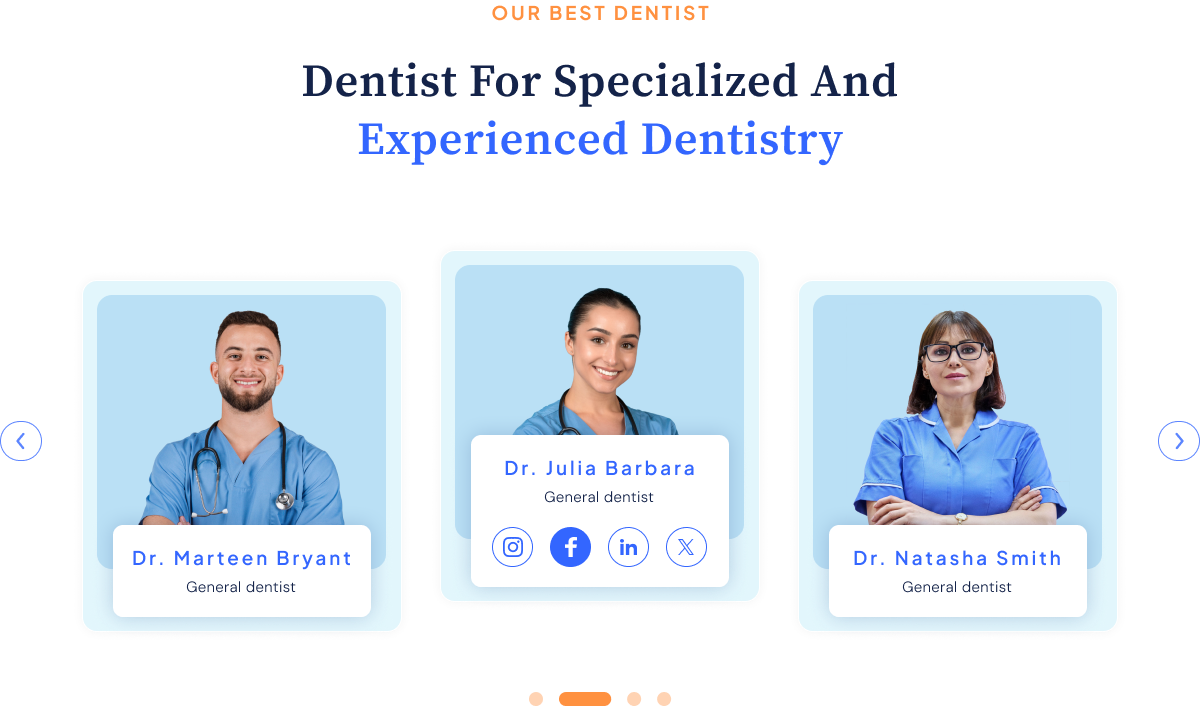 OUR BEST DENTIST
Dentist For Specialized And
Experienced Dentistry
Dr. Marteen Bryant
General dentist
Dr. Julia Barbara
General dentist
Dr. Natasha Smith
General dentist